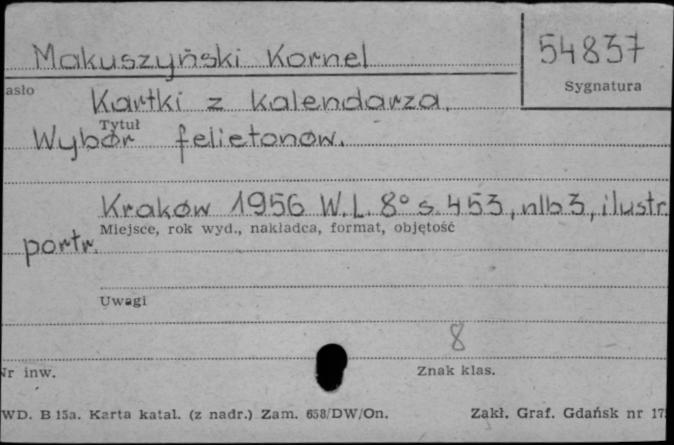 Makuszyński Kornel
54837
asło
Sygnatura
Kartki z kalendarza.
Tytuł
Wybór felietonów.
Kraków 1956 W.L. 8° s. 453, nlb 3, ilustr.
Miejsce, rok wyd., nakładca, format, objętość
portr.
Uwagi
8
Nr inw.
Znak klas.
WD. B 15a. Karta katal. (z nadr.) Zam. 658/DW/On.
Zakł. Graf. Gdańsk nr 17